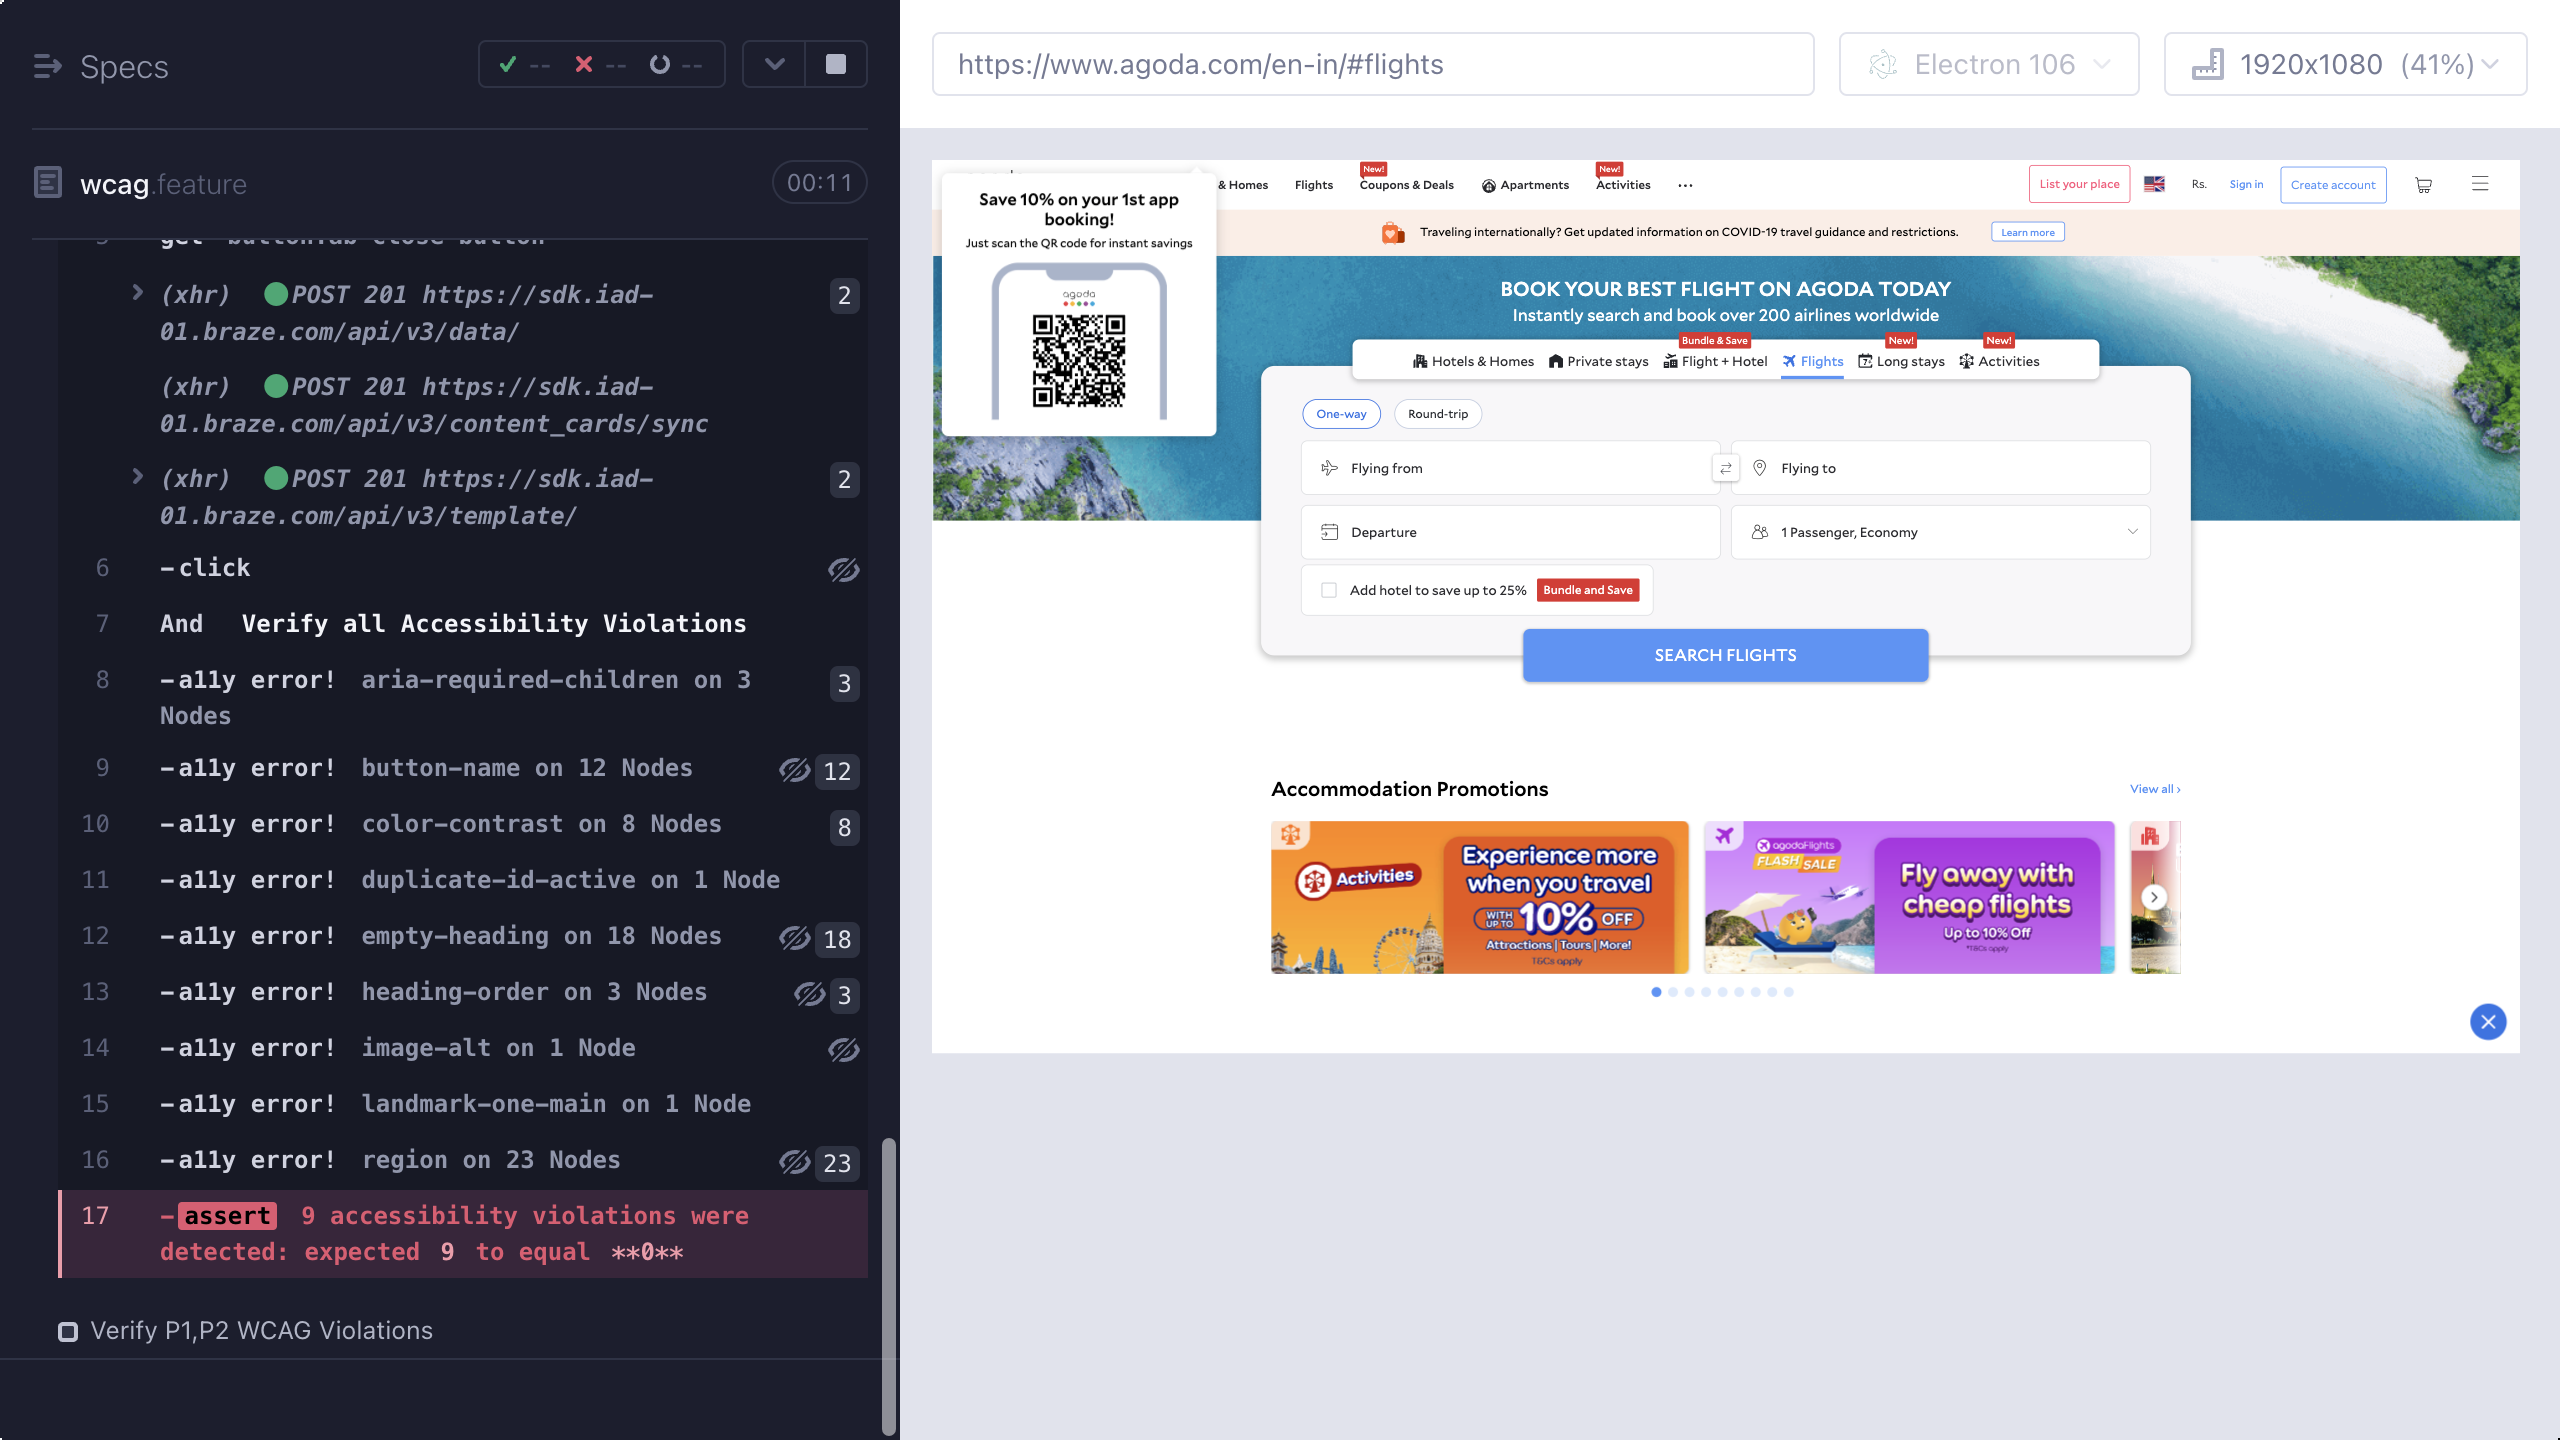 Specs
-- -- --
wcag.feature
00:11
(xhr) POST 201 https://sdk.iad-
01.braze.com/api/v3/data/
2
(xhr) POST 201 https://sdk.iad-
01.braze.com/api/v3/content_cards/sync
(xhr) POST 201 https://sdk.iad-
01.braze.com/api/v3/template/
2
6 -click
7 And Verify all Accessibility Violations
8 -a11y error! aria-required-children on 3
Nodes
3
9 -a11y error! button-name on 12 Nodes 12
10 -a11y error! color-contrast on 8 Nodes 8
11 -a11y error! duplicate-id-active on 1 Node
12 -a11y error! empty-heading on 18 Nodes 18
13 -a11y error! heading-order on 3 Nodes 3
14 -a11y error! image-alt on 1 Node
15 -a11y error! landmark-one-main on 1 Node
16 -a11y error! region on 23 Nodes 23
17 -assert 9 accessibility violations were
detected: expected 9 to equal **0**
Verify P1,P2 WCAG Violations
https://www.agoda.com/en-in/#flights
Electron 106
1920x1080 (41%)
& Homes
Flights
New!
Coupons & Deals
Apartments
New!
Activities
...
List your place
Rs.
Sign in
Create account
Save 10% on your 1st app
booking!
Just scan the QR code for instant savings
agoda
Traveling internationally? Get updated information on COVID-19 travel guidance and restrictions.
Learn more
BOOK YOUR BEST FLIGHT ON AGODA TODAY
Instantly search and book over 200 airlines worldwide
Bundle & Save New! New!
Hotels & Homes Private stays Flight + Hotel Flights Long stays Activities
One-way Round-trip
Flying from Flying to
Departure 1 Passenger, Economy
Add hotel to save up to 25% Bundle and Save
SEARCH FLIGHTS
Accommodation Promotions
View all ›
Activities
Experience more
when you travel
WITH UP TO 10% OFF
Attractions | Tours | More!
T&Cs apply
agodaFlights
FLASH SALE
Fly away with
cheap flights
Up to 10% Off
*T&Cs apply